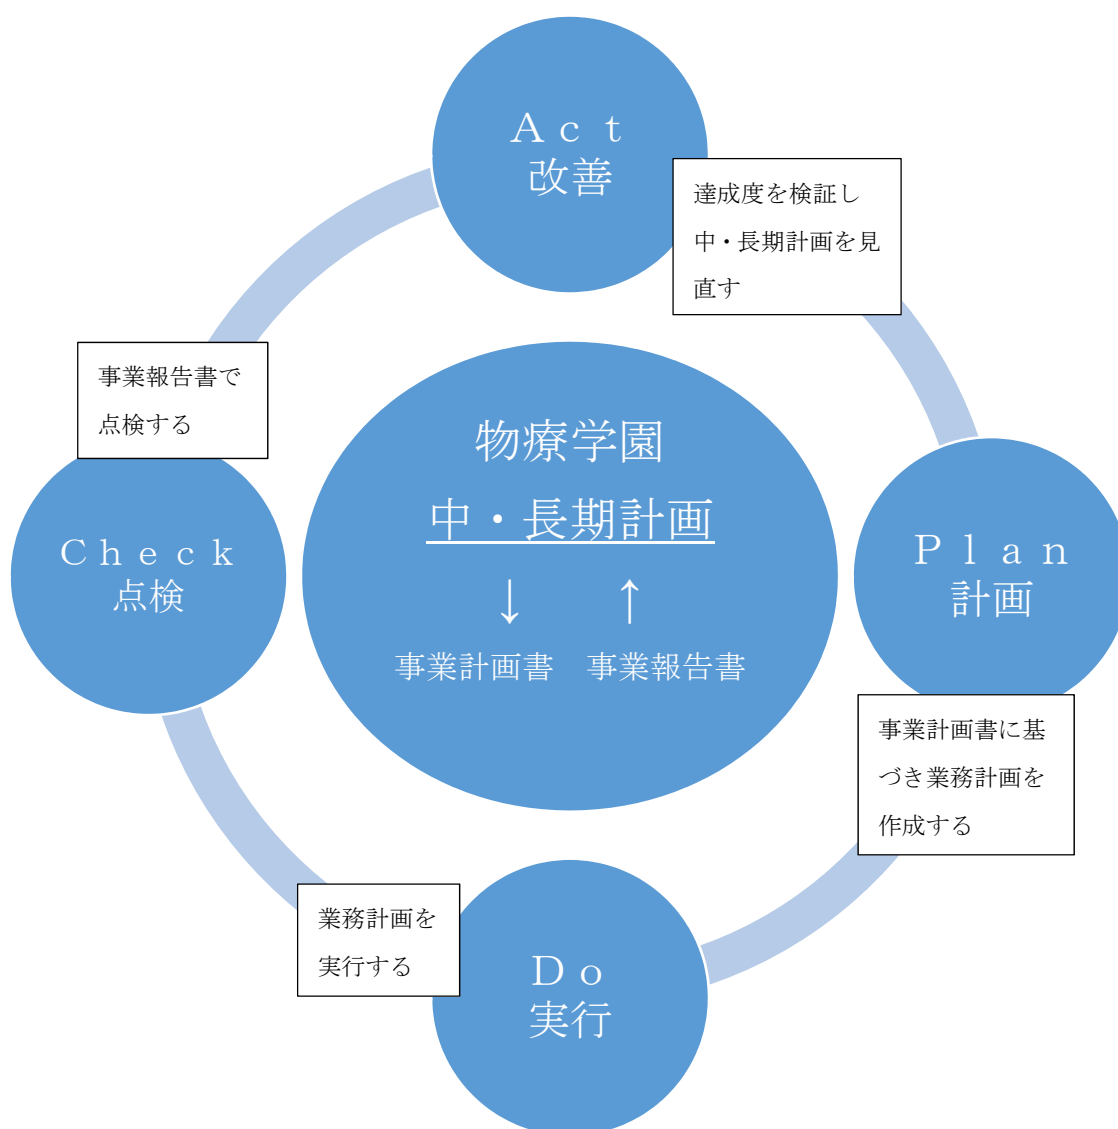 Ａｃｔ
改善
達成度を検証し
中・長期計画を見
直す
事業報告書で
点検する
物療学園
中・長期計画
↓ ↑
事業計画書 事業報告書
Ｃｈｅｃｋ
点検
Ｐｌａｎ
計画
事業計画書に基
づき業務計画を
作成する
業務計画を
実行する
Ｄｏ
実行